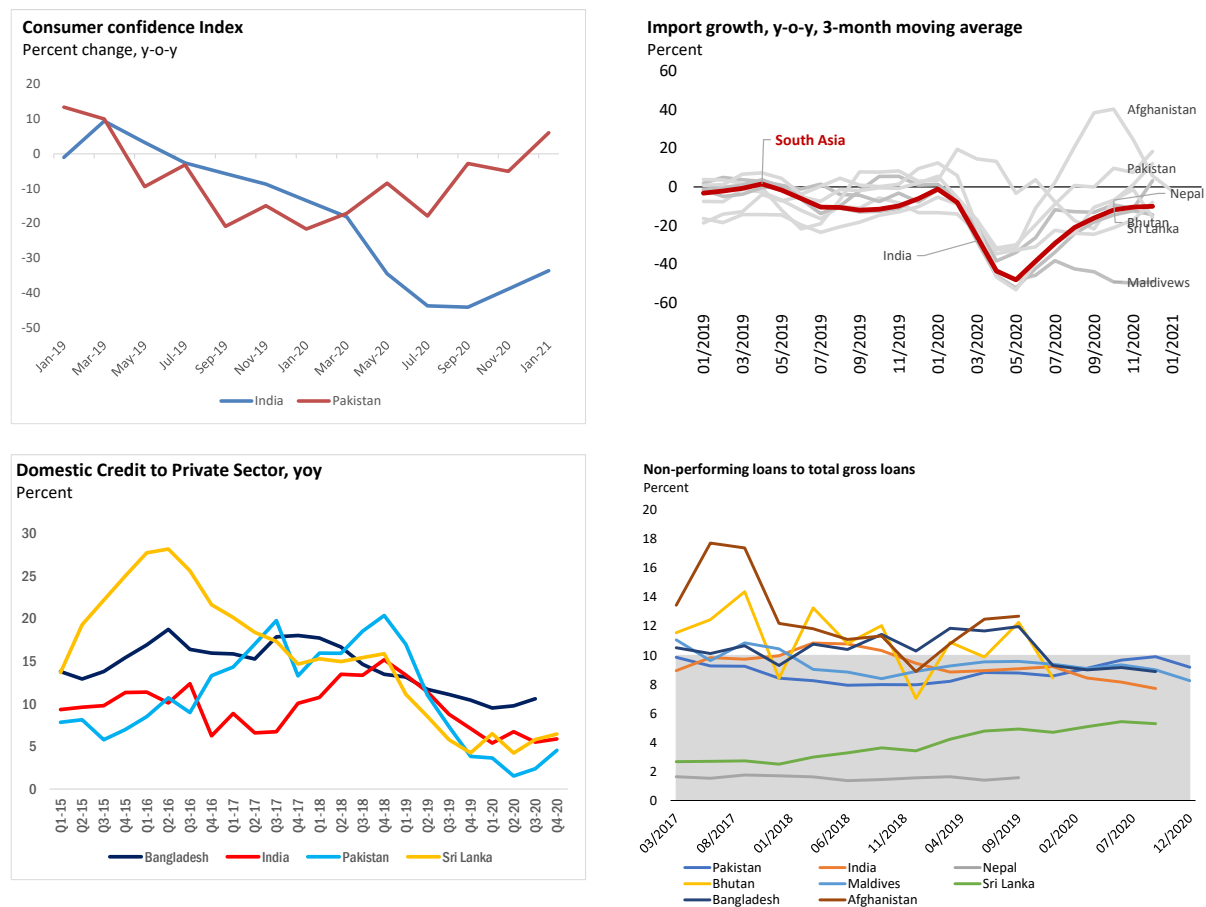 Consumer confidence Index
Percent change, y-o-y
20
10
0
-10
-20
-30
-40
-50
Jan-19
Mar-19
May-19
Jul-19
Sep-19
Nov-19
Jan-20
Mar-20
May-20
Jul-20
Sep-20
Nov-20
Jan-21
India
Pakistan
Import growth, y-o-y, 3-month moving average
Percent
60
40
20
0
-20
-40
-60
South Asia
India
Afghanistan
Pakistan
Nepal
Bhutan
Sri Lanka
Maldivews
01/2019
03/2019
05/2019
07/2019
09/2019
11/2019
01/2020
03/2020
05/2020
07/2020
09/2020
11/2020
01/2021
Domestic Credit to Private Sector, yoy
Percent
30
25
20
15
10
5
0
Q1-15
Q2-15
Q3-15
Q4-15
Q1-16
Q2-16
Q3-16
Q4-16
Q1-17
Q2-17
Q3-17
Q4-17
Q1-18
Q2-18
Q3-18
Q4-18
Q1-19
Q2-19
Q3-19
Q4-19
Q1-20
Q2-20
Q3-20
Q4-20
Bangladesh
India
Pakistan
Sri Lanka
Non-performing loans to total gross loans
Percent
20
18
16
14
12
10
8
6
4
2
0
03/2017
08/2017
01/2018
06/2018
11/2018
04/2019
09/2019
02/2020
07/2020
12/2020
Pakistan
India
Nepal
Bhutan
Maldives
Sri Lanka
Bangladesh
Afghanistan